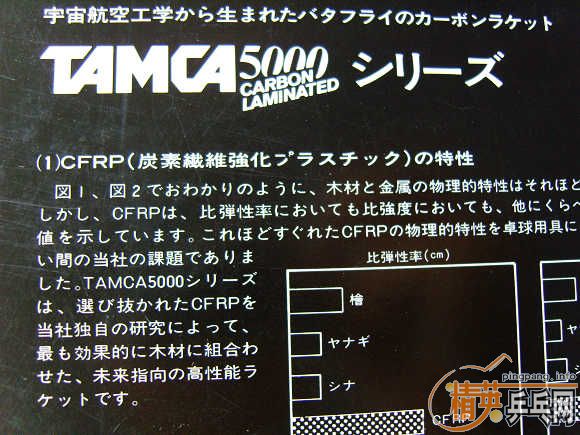 宇宙航空工学から生まれたバタフライのカーボンラケット
TAMCA5000 CARBON LAMINATED シリーズ
(1)CFRP(炭素繊維強化プラスチック)の特性
図1、図2でおわかりのように、木材と金属の物理的特性はそれほど
しかし、CFRPは、比弾性率においても比強度においても、他にくらべ
値を示しています。これほどすぐれたCFRPの物理的特性を卓球用具に
い間の当社の課題でありま
した。TAMCA5000シリーズ
は、選び抜かれたCFRPを
当社独自の研究によって、
最も効果的に木材に組合わ
せた、未来指向の高性能ラ
ケットです。
比弾性率(cm)
檜
ヤナギ
シナ
CFRP
pingpang.info
精英乒乓网